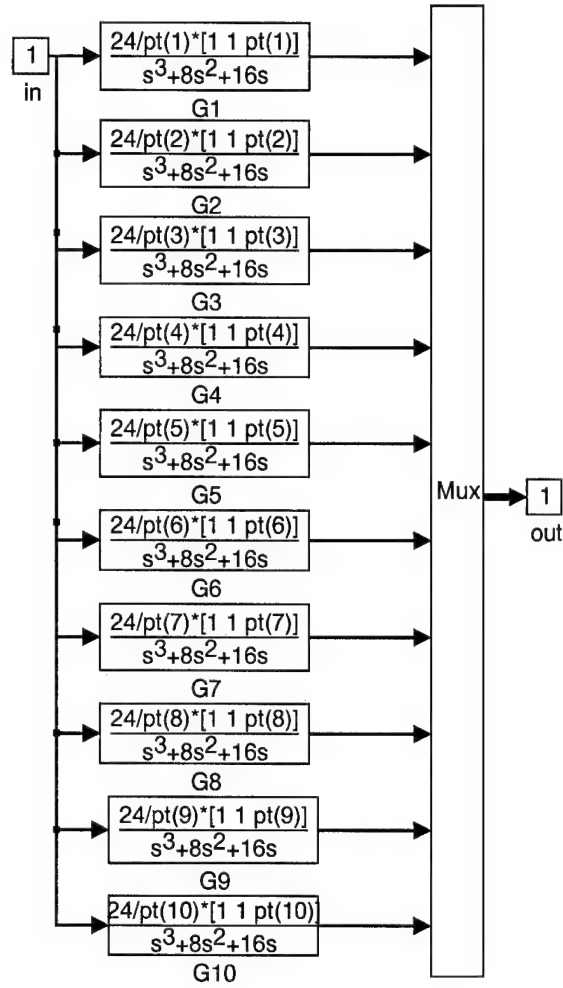 1
in
24/pt(1)*[1 1 pt(1)]
s³+8s²+16s
G1
24/pt(2)*[1 1 pt(2)]
s³+8s²+16s
G2
24/pt(3)*[1 1 pt(3)]
s³+8s²+16s
G3
24/pt(4)*[1 1 pt(4)]
s³+8s²+16s
G4
24/pt(5)*[1 1 pt(5)]
s³+8s²+16s
G5
24/pt(6)*[1 1 pt(6)]
s³+8s²+16s
G6
24/pt(7)*[1 1 pt(7)]
s³+8s²+16s
G7
24/pt(8)*[1 1 pt(8)]
s³+8s²+16s
G8
24/pt(9)*[1 1 pt(9)]
s³+8s²+16s
G9
24/pt(10)*[1 1 pt(10)]
s³+8s²+16s
G10
Mux
1
out